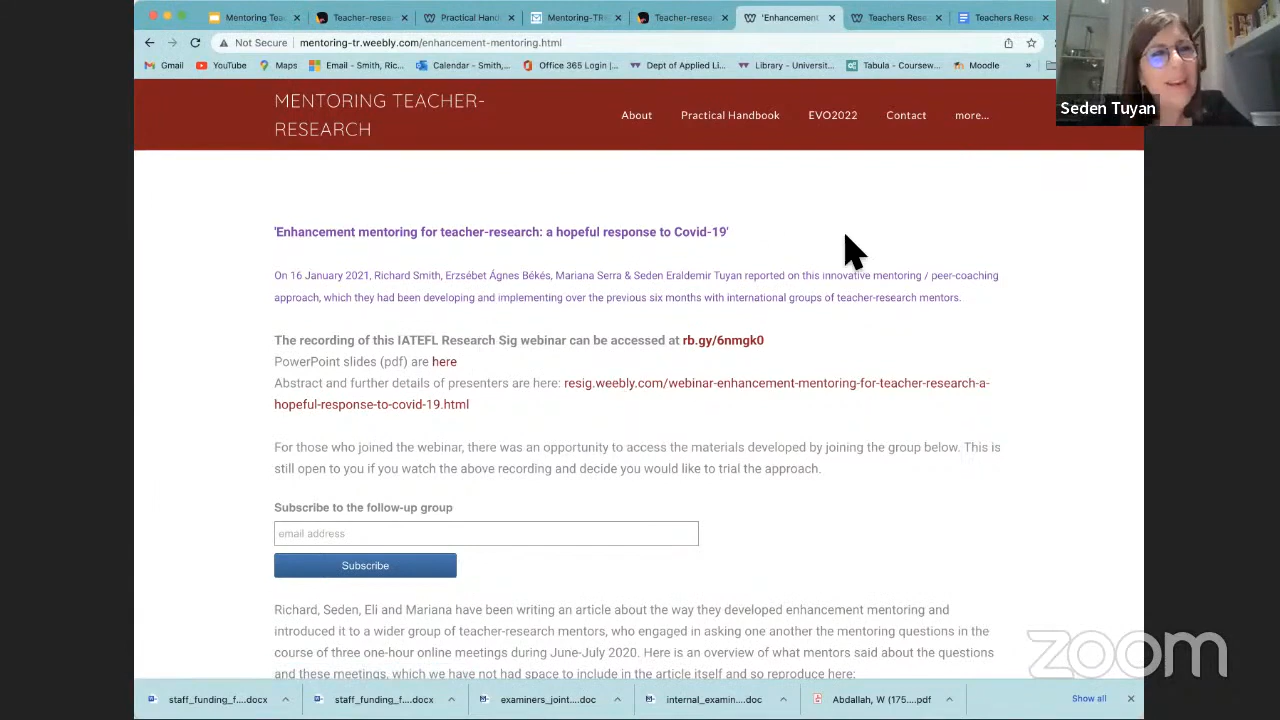 Mentoring Tea
Teacher-resea
Practical Hand
Mentoring-TR
Teacher-resea
'Enhancement
Teachers Rese
Teachers Rese
Not Secure
mentoring-tr.weebly.com/enhancement-mentoring.html
Gmail
YouTube
Maps
Email - Smith, Ric...
Calendar - Smith,...
Office 365 Login |...
Dept of Applied Li...
Library - Universit...
Tabula - Coursew...
Moodle
»
Seden Tuyan
MENTORING TEACHER-
RESEARCH
About
Practical Handbook
EVO2022
Contact
more...
'Enhancement mentoring for teacher-research: a hopeful response to Covid-19'
On 16 January 2021, Richard Smith, Erzsébet Ágnes Békés, Mariana Serra & Seden Eraldemir Tuyan reported on this innovative mentoring / peer-coaching
approach, which they had been developing and implementing over the previous six months with international groups of teacher-research mentors.
The recording of this IATEFL Research Sig webinar can be accessed at rb.gy/6nmgk0
PowerPoint slides (pdf) are here
Abstract and further details of presenters are here: resig.weebly.com/webinar-enhancement-mentoring-for-teacher-research-a-
hopeful-response-to-covid-19.html
For those who joined the webinar, there was an opportunity to access the materials developed by joining the group below. This is
still open to you if you watch the above recording and decide you would like to trial the approach.
Subscribe to the follow-up group
email address
Subscribe
Richard, Seden, Eli and Mariana have been writing an article about the way they developed enhancement mentoring and
introduced it to a wider group of teacher-research mentors, who engaged in asking one another the mentoring questions in the
course of three one-hour online meetings during June-July 2020. Here is an overview of what mentors said about the questions
and these meetings, which we have not had space to include in the article itself and so reproduce here:
zoom
staff_funding_f....docx
staff_funding_f....docx
examiners_joint....doc
internal_examin....doc
Abdallah, W (175....pdf
Show all